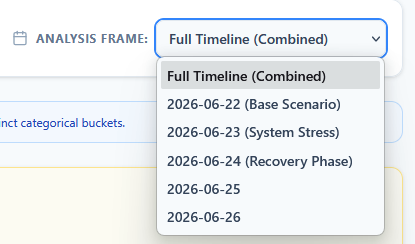 ANALYSIS FRAME:
Full Timeline (Combined)
Full Timeline (Combined)
2026-06-22 (Base Scenario)
2026-06-23 (System Stress)
2026-06-24 (Recovery Phase)
2026-06-25
2026-06-26
categorical buckets.